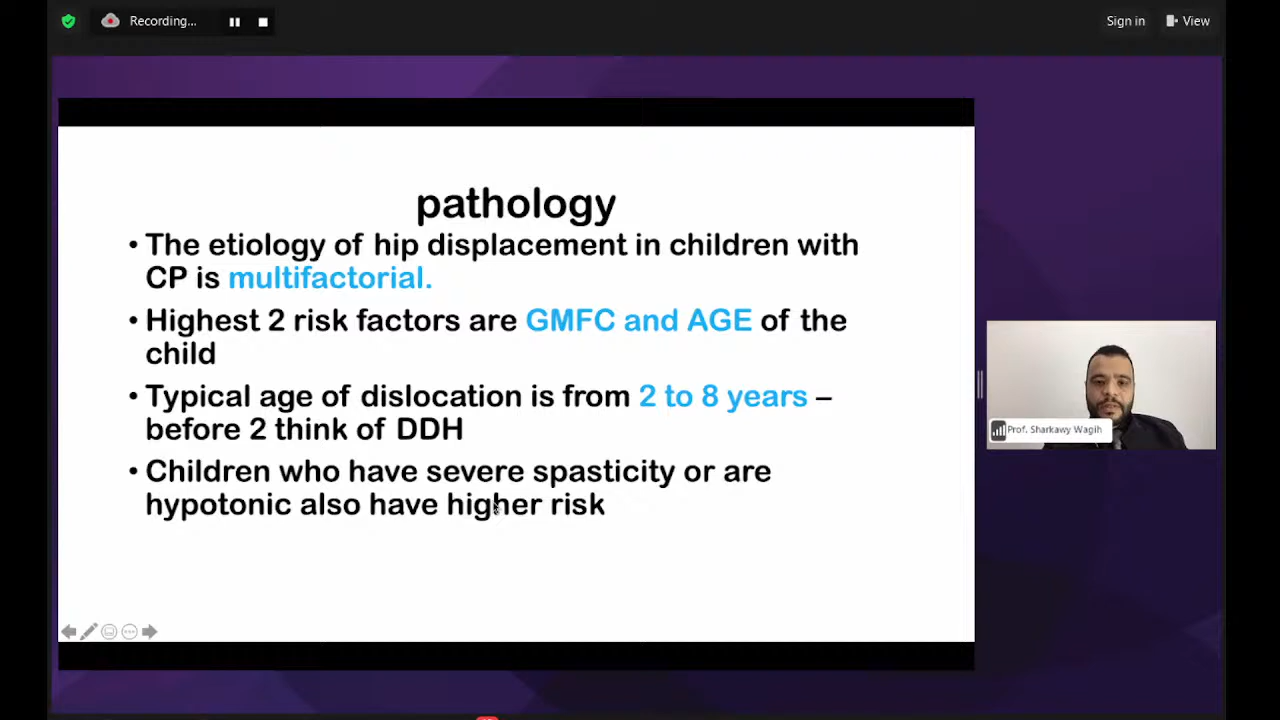 Recording...
Sign in
View
pathology
• The etiology of hip displacement in children with
CP is multifactorial.
• Highest 2 risk factors are GMFC and AGE of the
child
• Typical age of dislocation is from 2 to 8 years –
before 2 think of DDH
• Children who have severe spasticity or are
hypotonic also have higher risk
Prof. Sharkawy Wagih